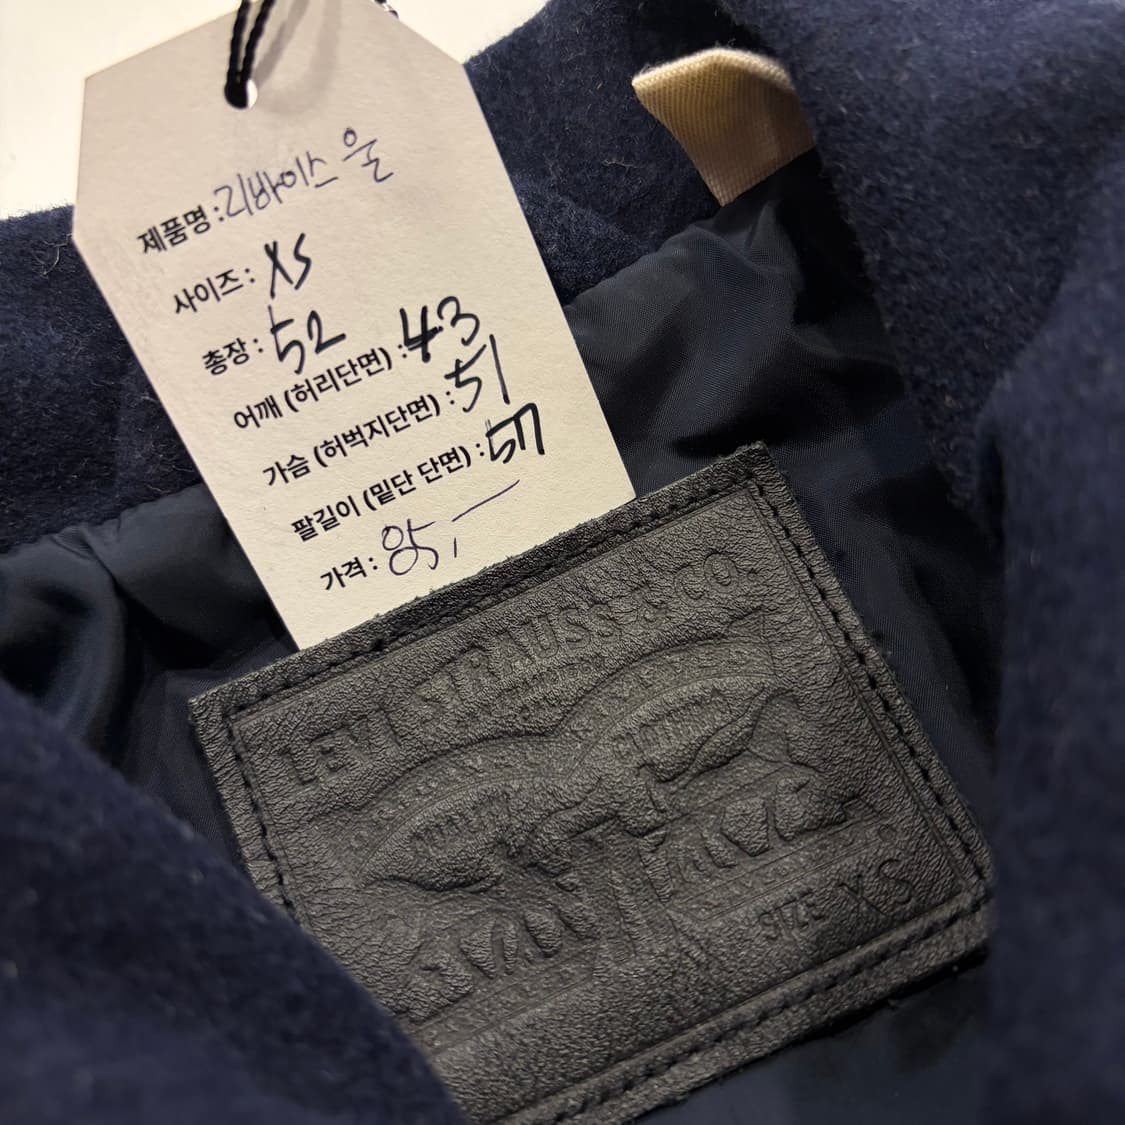 제품명 : 리바이스 울
사이즈 : XS
총장 : 52
어깨 (허리단면) : 43
가슴 (허벅지단면) : 51
팔길이 (밑단 단면) : 57
가격 : 85,—
LEVI STRAUSS & CO.
SIZE XS